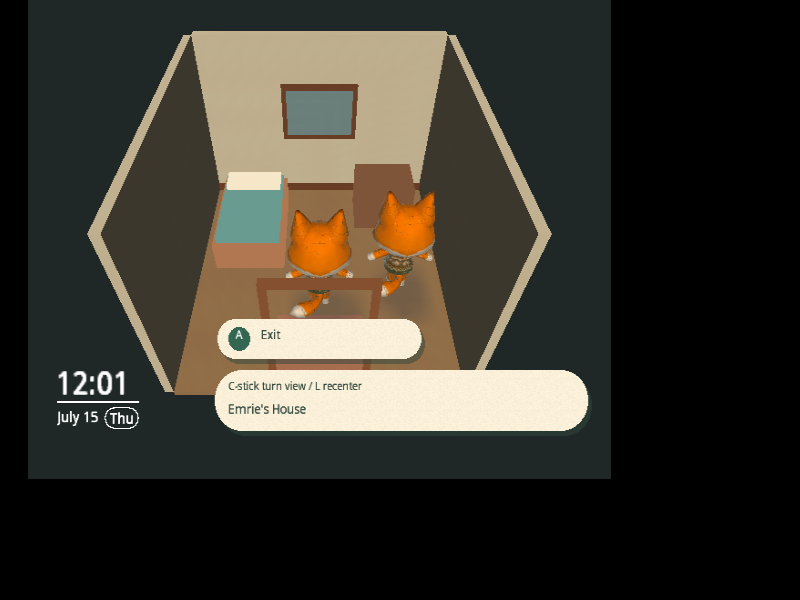 A Exit
C-stick turn view / L recenter
Emrie's House
12:01
July 15 Thu